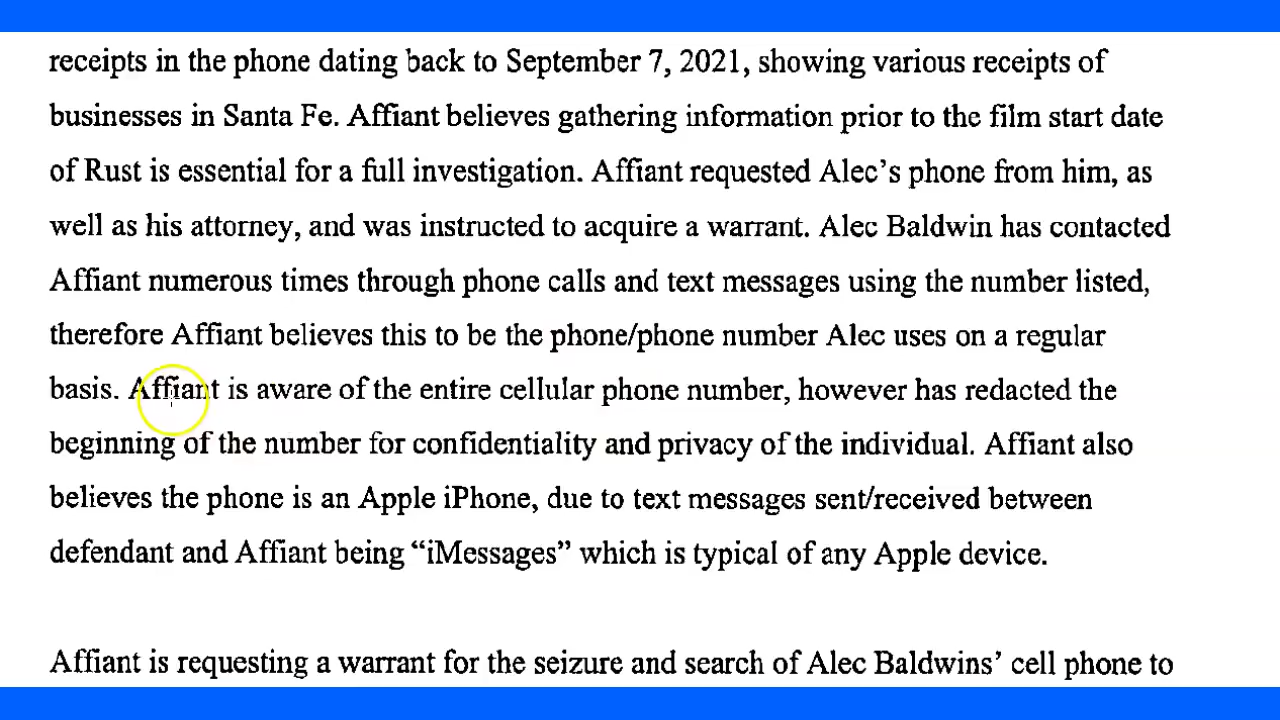 receipts in the phone dating back to September 7, 2021, showing various receipts of
businesses in Santa Fe. Affiant believes gathering information prior to the film start date
of Rust is essential for a full investigation. Affiant requested Alec’s phone from him, as
well as his attorney, and was instructed to acquire a warrant. Alec Baldwin has contacted
Affiant numerous times through phone calls and text messages using the number listed,
therefore Affiant believes this to be the phone/phone number Alec uses on a regular
basis. Affiant is aware of the entire cellular phone number, however has redacted the
beginning of the number for confidentiality and privacy of the individual. Affiant also
believes the phone is an Apple iPhone, due to text messages sent/received between
defendant and Affiant being “iMessages” which is typical of any Apple device.
Affiant is requesting a warrant for the seizure and search of Alec Baldwins’ cell phone to